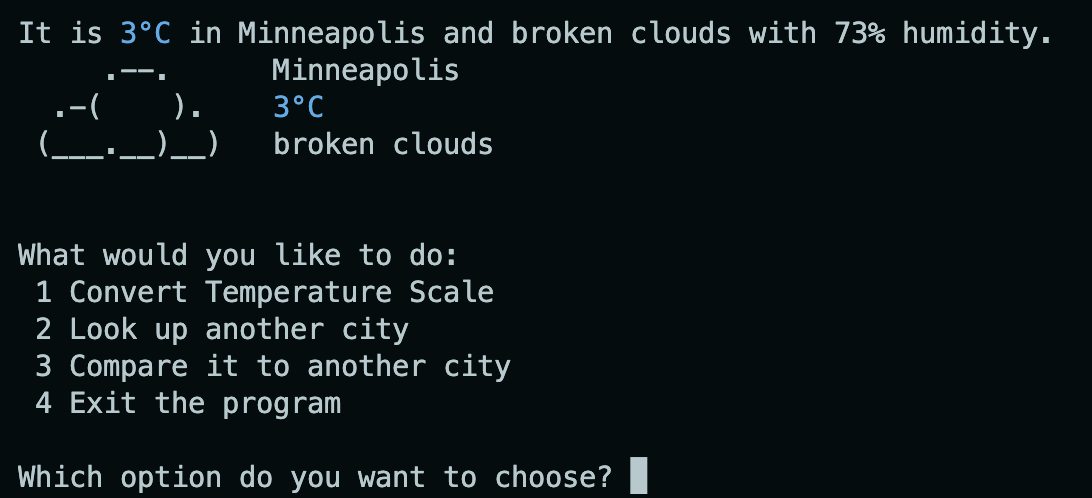 It is 3°C in Minneapolis and broken clouds with 73% humidity.
     .--.      Minneapolis
  .-(    ).    3°C
 (___.__)__)   broken clouds
What would you like to do:
 1 Convert Temperature Scale
 2 Look up another city
 3 Compare it to another city
 4 Exit the program
Which option do you want to choose?